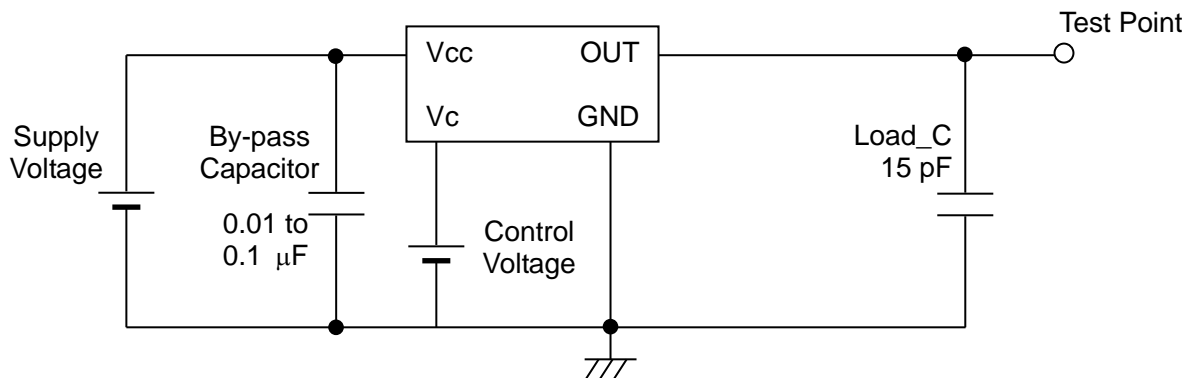 Test Point
Vcc
OUT
Vc
GND
Supply
Voltage
By-pass
Capacitor
0.01 to
0.1 μF
Control
Voltage
Load_C
15 pF